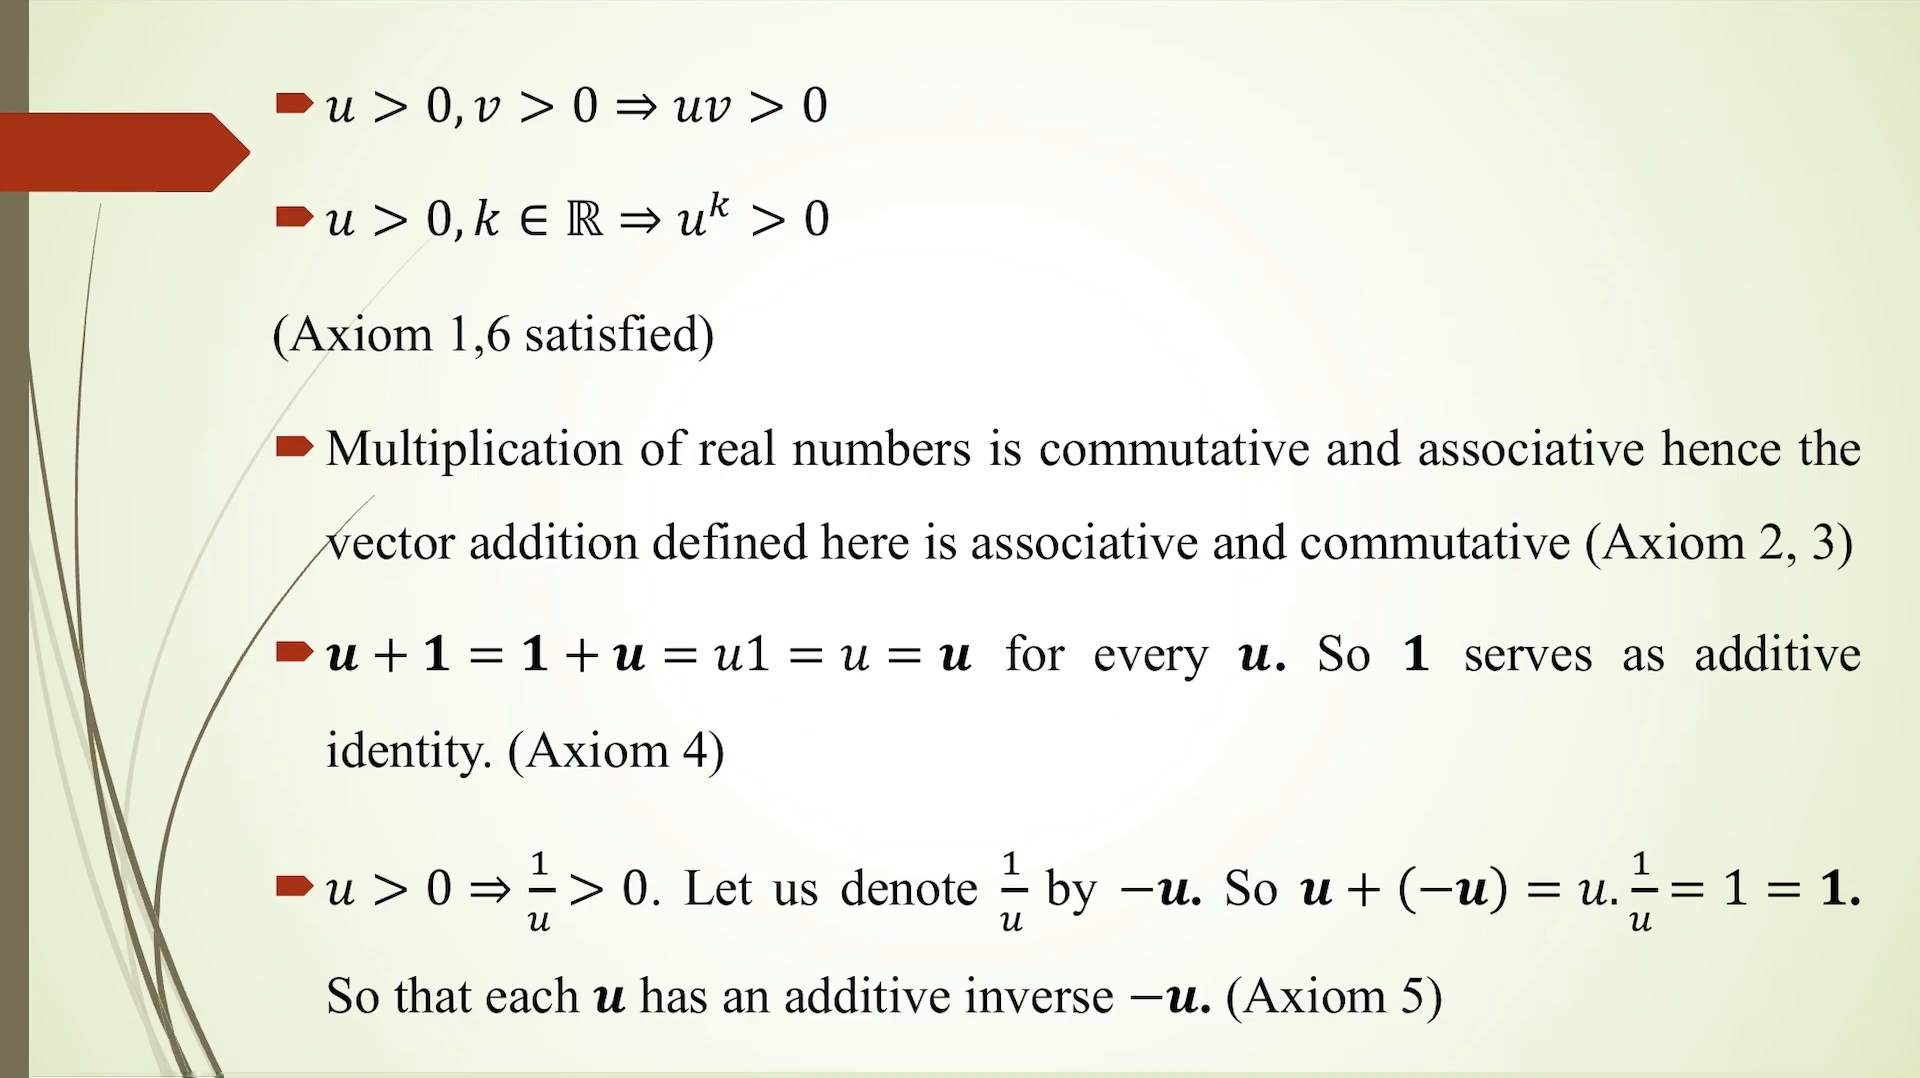 u > 0, v > 0 ⇒ uv > 0
u > 0, k ∈ ℝ ⇒ uᵏ > 0
(Axiom 1,6 satisfied)
Multiplication of real numbers is commutative and associative hence the
vector addition defined here is associative and commutative (Axiom 2, 3)
𝒖 + 𝟏 = 𝟏 + 𝒖 = u1 = u = 𝒖 for every 𝒖. So 𝟏 serves as additive
identity. (Axiom 4)
u > 0 ⇒ 1/u > 0. Let us denote 1/u by −𝒖. So 𝒖 + (−𝒖) = u.1/u = 1 = 𝟏.
So that each 𝒖 has an additive inverse −𝒖. (Axiom 5)